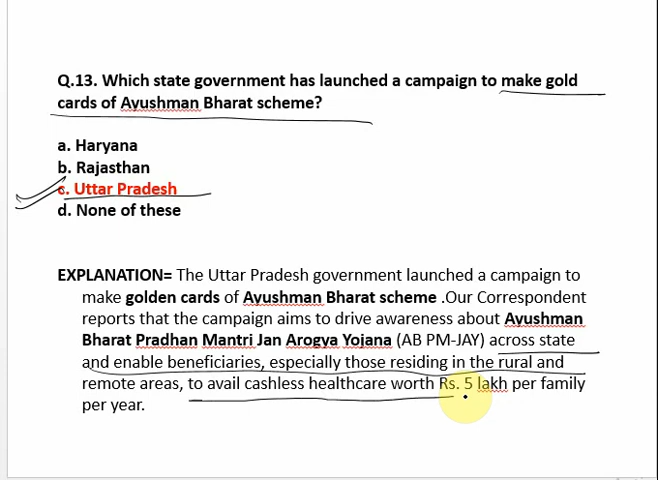 Q.13. Which state government has launched a campaign to make gold
cards of Ayushman Bharat scheme?
a. Haryana
b. Rajasthan
c. Uttar Pradesh
d. None of these
EXPLANATION= The Uttar Pradesh government launched a campaign to
make golden cards of Ayushman Bharat scheme .Our Correspondent
reports that the campaign aims to drive awareness about Ayushman
Bharat Pradhan Mantri Jan Arogya Yojana (AB PM-JAY) across state
and enable beneficiaries, especially those residing in the rural and
remote areas, to avail cashless healthcare worth Rs. 5 lakh per family
per year.